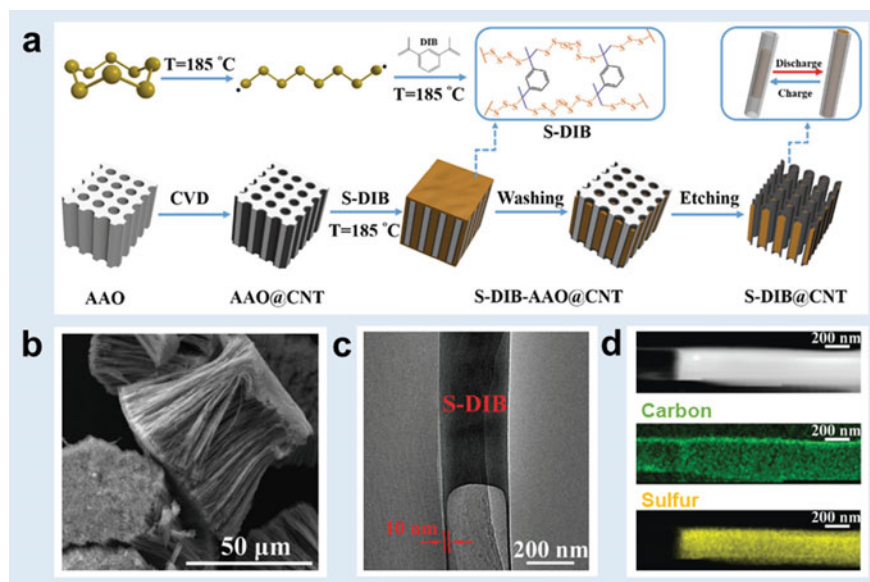 a
T=185 °C
DIB
T=185 °C
S-DIB
Discharge
Charge
CVD
S-DIB
T=185 °C
Washing
Etching
AAO
AAO@CNT
S-DIB-AAO@CNT
S-DIB@CNT
b
50 μm
c
S-DIB
10 nm
200 nm
d
200 nm
Carbon
200 nm
Sulfur
200 nm